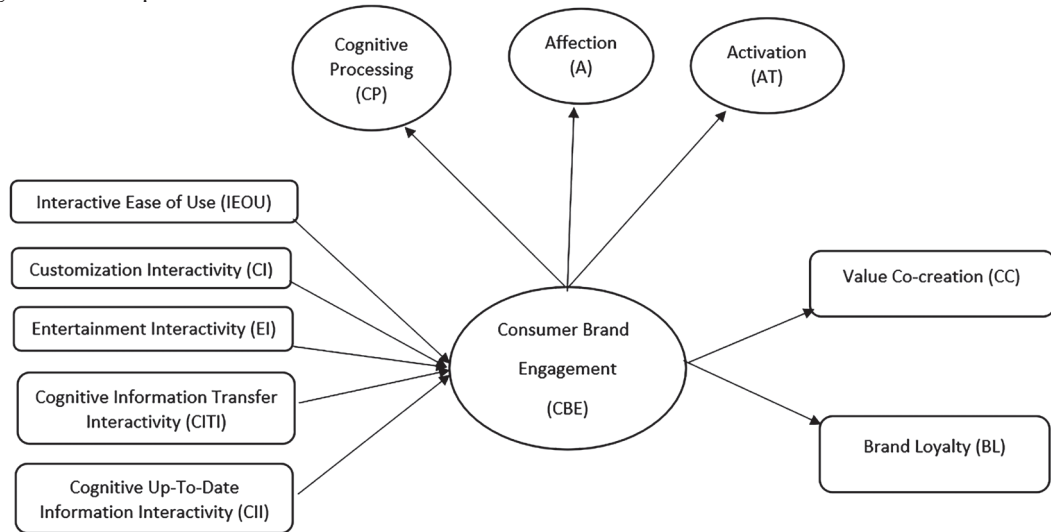 Cognitive
Processing
(CP)
Affection
(A)
Activation
(AT)
Interactive Ease of Use (IEOU)
Customization Interactivity (CI)
Entertainment Interactivity (EI)
Cognitive Information Transfer
Interactivity (CITI)
Cognitive Up-To-Date
Information Interactivity (CII)
Consumer Brand
Engagement
(CBE)
Value Co-creation (CC)
Brand Loyalty (BL)